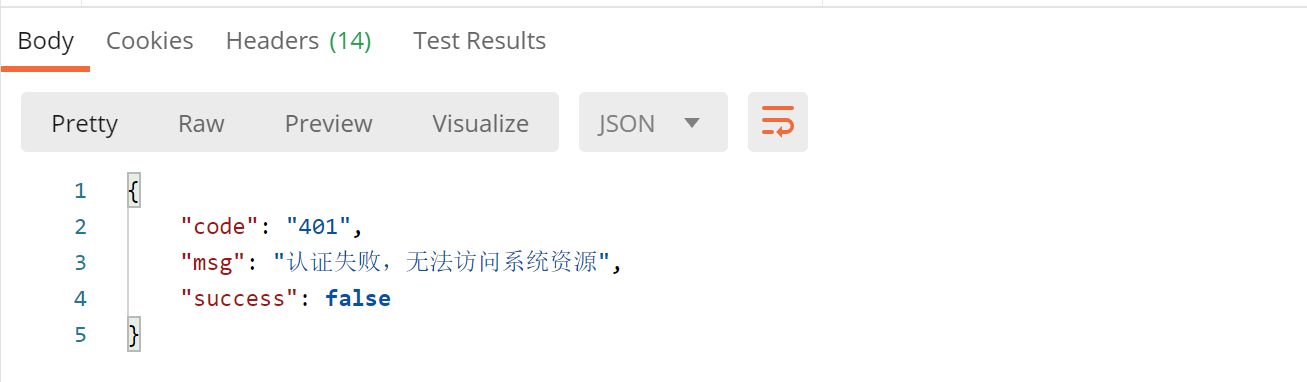 Body Cookies Headers (14) Test Results
Pretty Raw Preview Visualize JSON
1 {
2 "code": "401",
3 "msg": "认证失败，无法访问系统资源",
4 "success": false
5 }